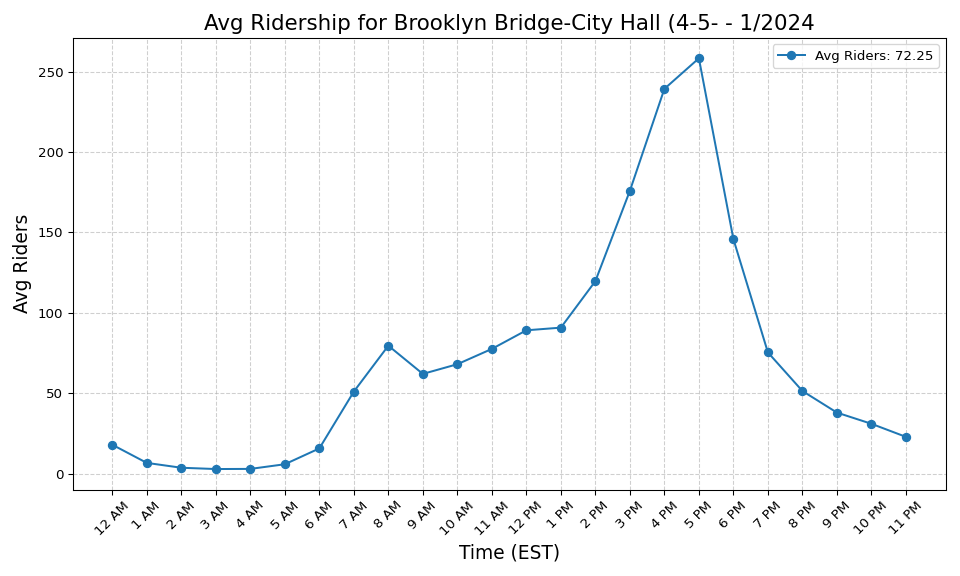 Avg Ridership for Brooklyn Bridge-City Hall (4-5- - 1/2024
Avg Riders: 72.25
Avg Riders
250
200
150
100
50
0
12 AM
1 AM
2 AM
3 AM
4 AM
5 AM
6 AM
7 AM
8 AM
9 AM
10 AM
11 AM
12 PM
1 PM
2 PM
3 PM
4 PM
5 PM
6 PM
7 PM
8 PM
9 PM
10 PM
11 PM
Time (EST)